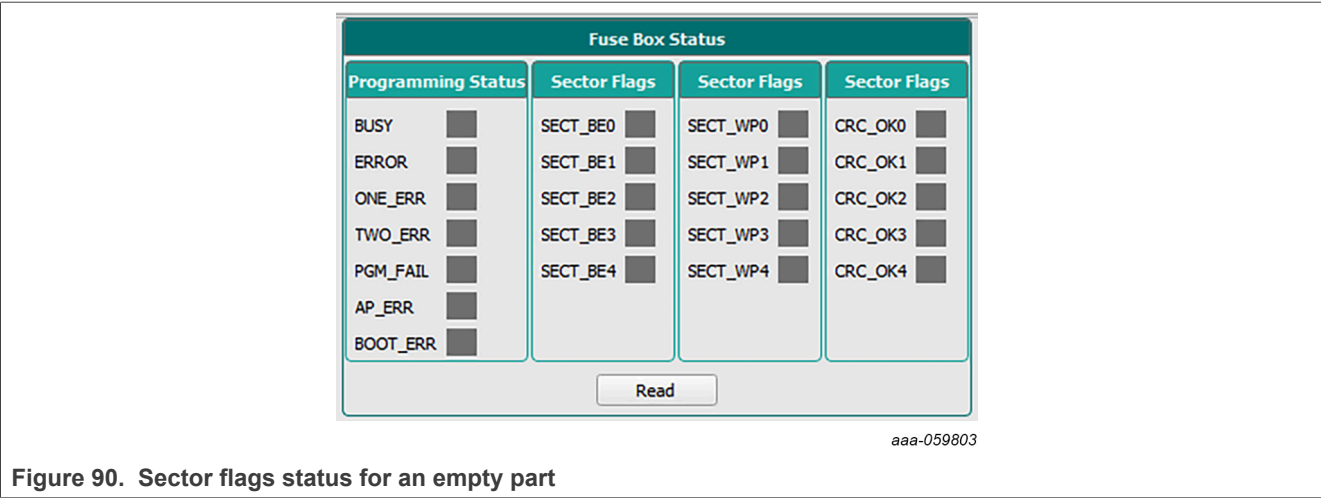 Fuse Box Status
Programming Status Sector Flags Sector Flags Sector Flags
BUSY SECT_BE0 SECT_WP0 CRC_OK0
ERROR SECT_BE1 SECT_WP1 CRC_OK1
ONE_ERR SECT_BE2 SECT_WP2 CRC_OK2
TWO_ERR SECT_BE3 SECT_WP3 CRC_OK3
PGM_FAIL SECT_BE4 SECT_WP4 CRC_OK4
AP_ERR
BOOT_ERR
Read
aaa-059803
Figure 90. Sector flags status for an empty part